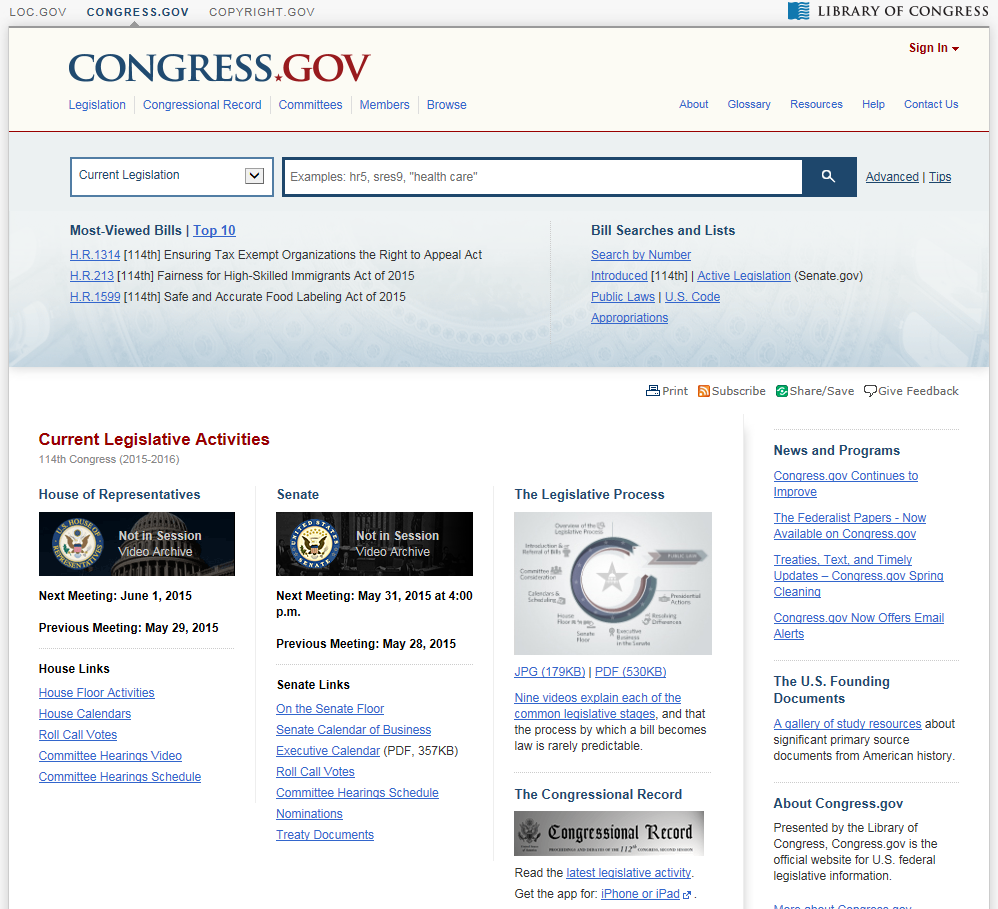 LOC.GOV CONGRESS.GOV COPYRIGHT.GOV
LIBRARY OF CONGRESS
Sign In
CONGRESS.GOV
Legislation Congressional Record Committees Members Browse
About Glossary Resources Help Contact Us
Current Legislation
Examples: hr5, sres9, "health care"
Advanced | Tips
Most-Viewed Bills | Top 10
H.R.1314 [114th] Ensuring Tax Exempt Organizations the Right to Appeal Act
H.R.213 [114th] Fairness for High-Skilled Immigrants Act of 2015
H.R.1599 [114th] Safe and Accurate Food Labeling Act of 2015
Bill Searches and Lists
Search by Number
Introduced [114th] | Active Legislation (Senate.gov)
Public Laws | U.S. Code
Appropriations
Print Subscribe Share/Save Give Feedback
Current Legislative Activities
114th Congress (2015-2016)
House of Representatives
U.S. HOUSE OF REPRESENTATIVES
Not in Session
Video Archive
Next Meeting: June 1, 2015
Previous Meeting: May 29, 2015
House Links
House Floor Activities
House Calendars
Roll Call Votes
Committee Hearings Video
Committee Hearings Schedule
Senate
UNITED STATES SENATE
Not in Session
Video Archive
Next Meeting: May 31, 2015 at 4:00
p.m.
Previous Meeting: May 28, 2015
Senate Links
On the Senate Floor
Senate Calendar of Business
Executive Calendar (PDF, 357KB)
Roll Call Votes
Committee Hearings Schedule
Nominations
Treaty Documents
The Legislative Process
Overview of the
Legislative Process
Introduction &
Referral of Bills
PUBLIC LAW
Committee
Consideration
Calendars &
Scheduling
Presidential
Actions
House
Floor
Resolving
Differences
Senate
Floor
Executive
Business
in the Senate
JPG (179KB) | PDF (530KB)
Nine videos explain each of the
common legislative stages, and that
the process by which a bill becomes
law is rarely predictable.
The Congressional Record
Congressional Record
PROCEEDINGS AND DEBATES OF THE 112th CONGRESS, SECOND SESSION
Read the latest legislative activity.
Get the app for: iPhone or iPad .
News and Programs
Congress.gov Continues to
Improve
The Federalist Papers - Now
Available on Congress.gov
Treaties, Text, and Timely
Updates – Congress.gov Spring
Cleaning
Congress.gov Now Offers Email
Alerts
The U.S. Founding
Documents
A gallery of study resources about
significant primary source
documents from American history.
About Congress.gov
Presented by the Library of
Congress, Congress.gov is the
official website for U.S. federal
legislative information.
More about Congress.gov